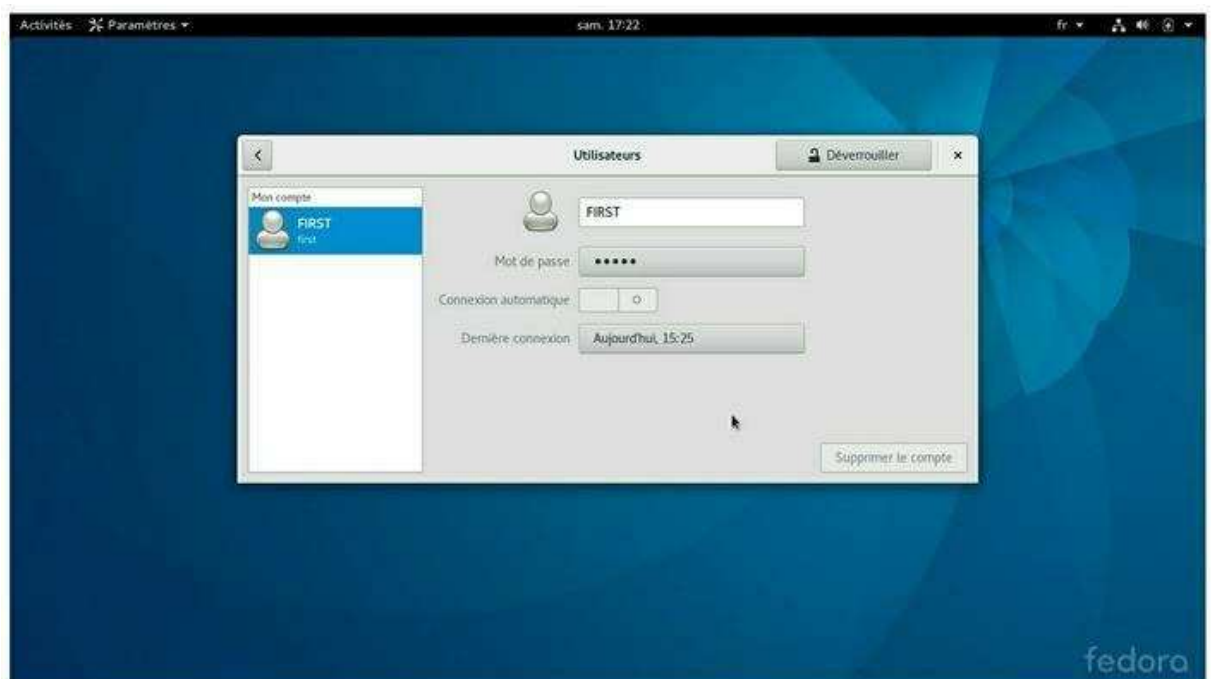 Activités Paramètres sam. 17:22 fr
Utilisateurs Déverrouiller
Mon compte
FIRST
first
FIRST
Mot de passe •••••
Connexion automatique
Dernière connexion Aujourd'hui, 15:25
Supprimer le compte
fedora